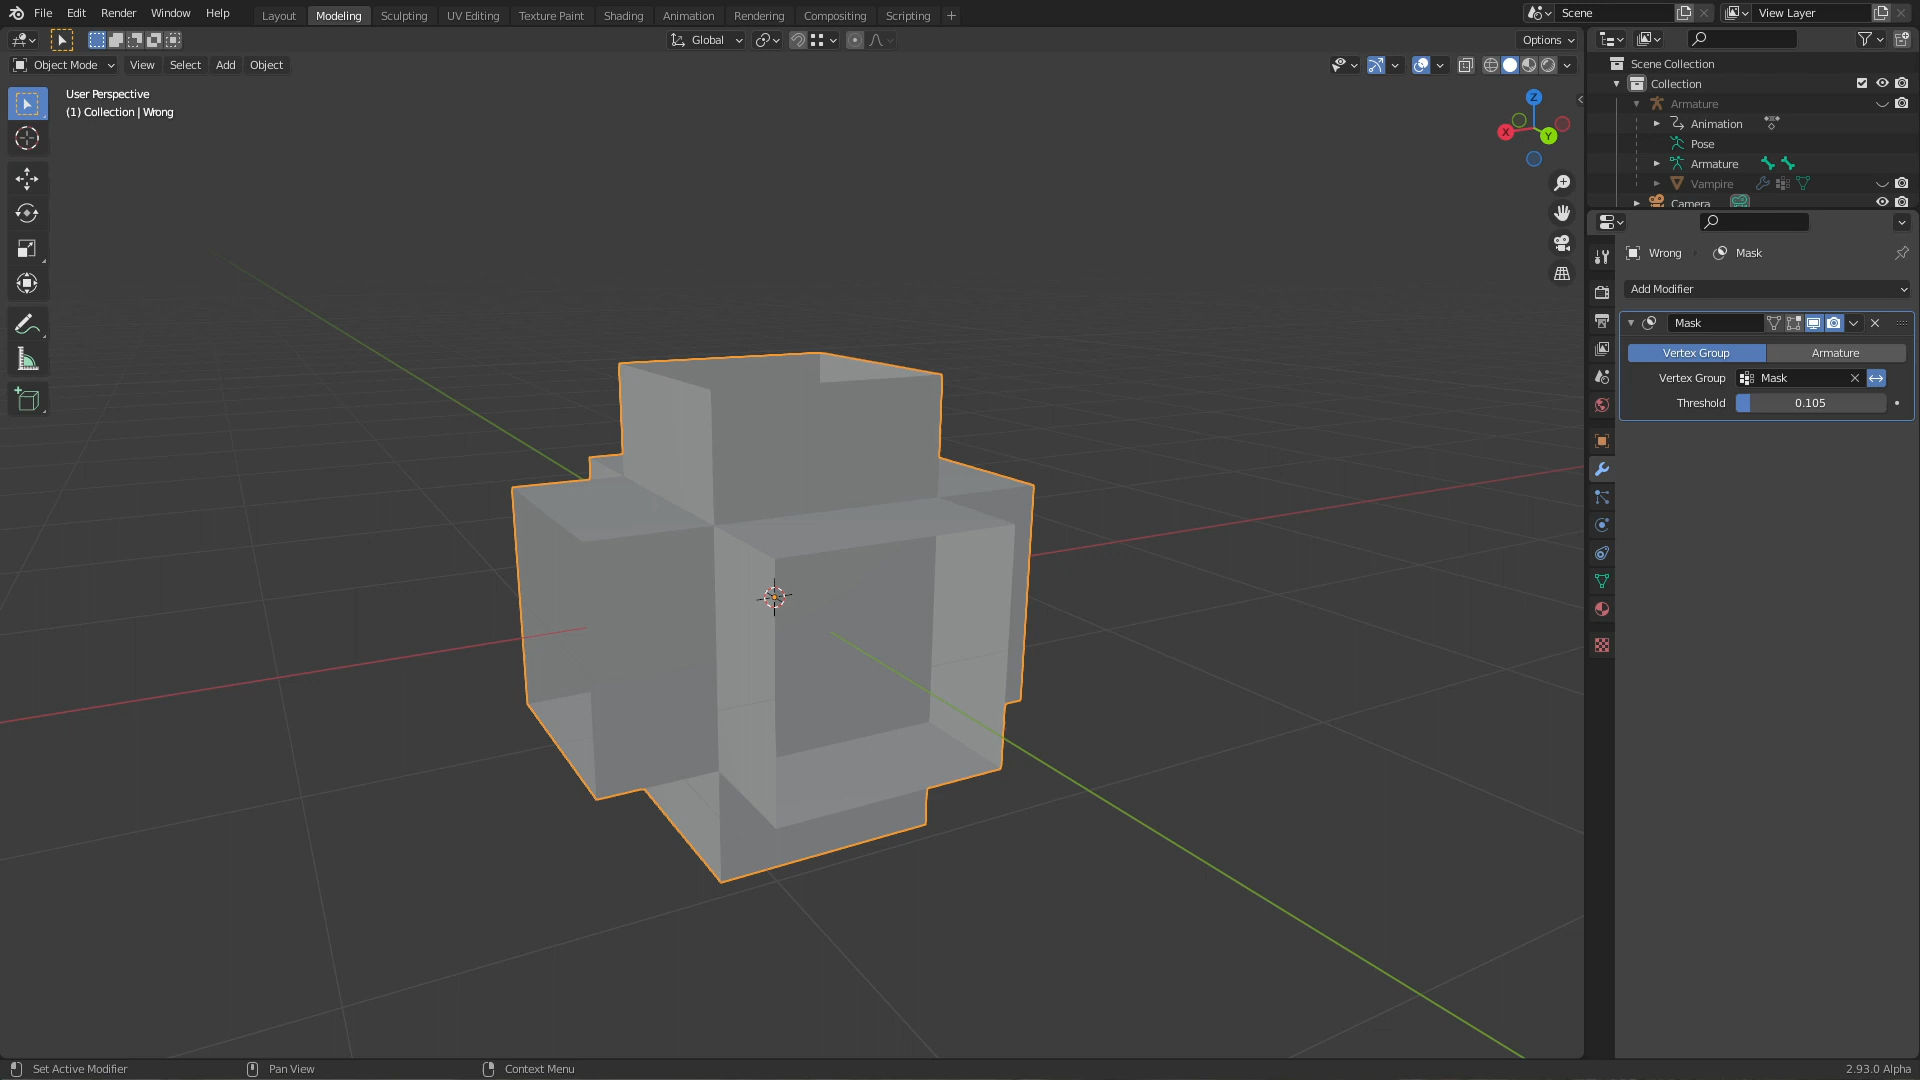 File Edit Render Window Help Layout Modeling Sculpting UV Editing Texture Paint Shading Animation Rendering Compositing Scripting + Scene View Layer
Global Options
Object Mode View Select Add Object
User Perspective
(1) Collection | Wrong
Z
X
Y
Scene Collection
Collection
Armature
Animation
Pose
Armature
Vampire
Camera
Wrong Mask
Add Modifier
Mask
Vertex Group Armature
Vertex Group Mask
Threshold 0.105
Set Active Modifier Pan View Context Menu 2.93.0 Alpha